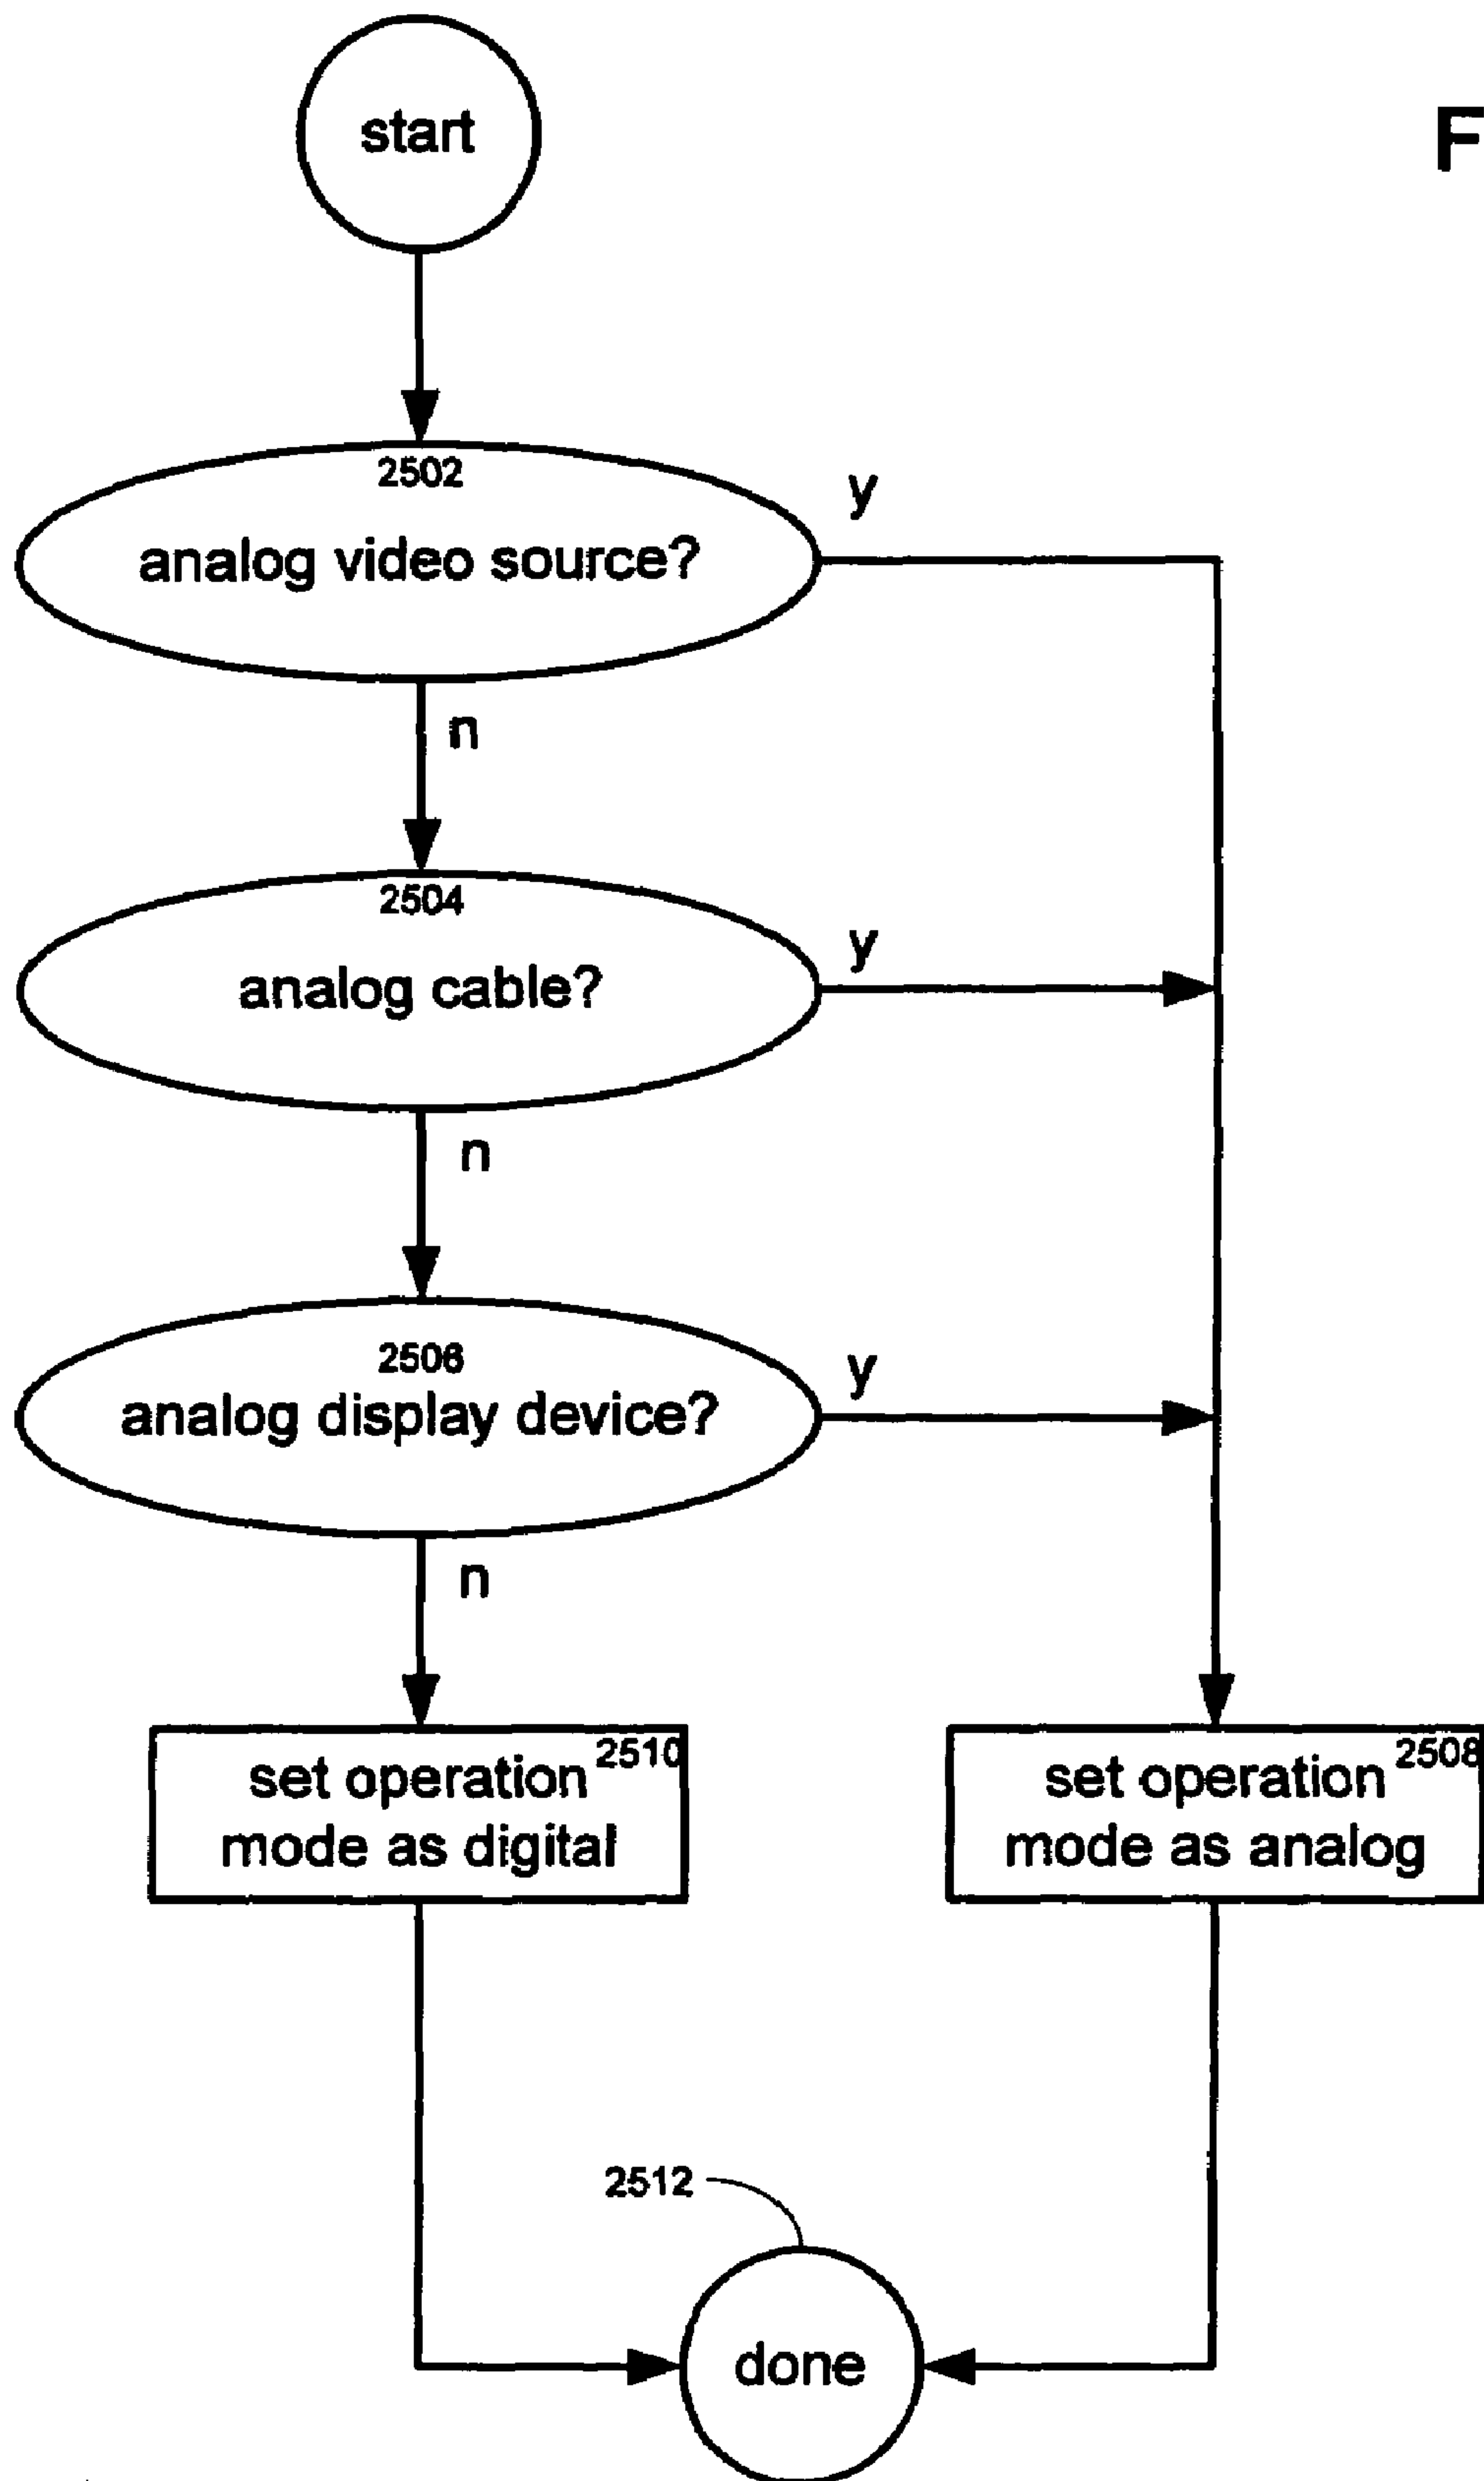 start
F
2502
analog video source?
y
n
2504
analog cable?
y
n
2506
analog display device?
y
n
2510
set operation
mode as digital
2508
set operation
mode as analog
2512
done